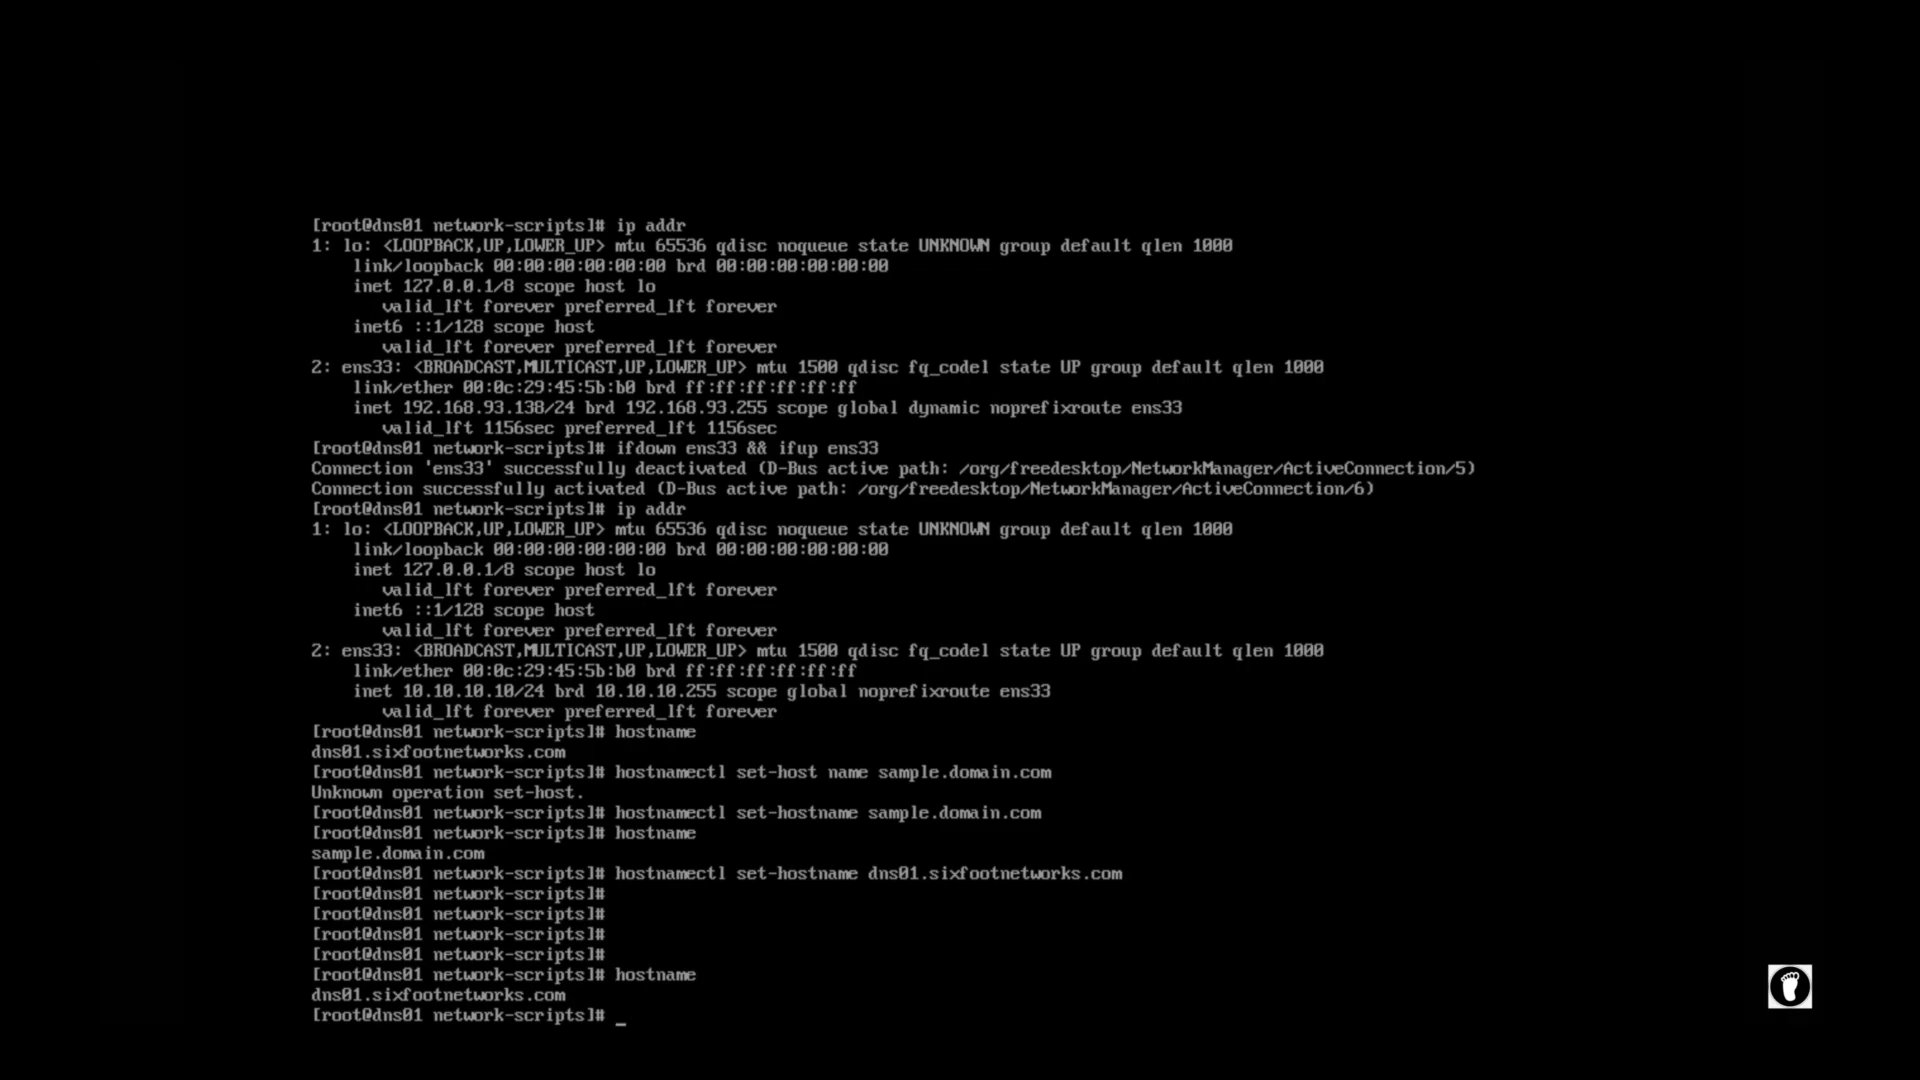 [root@dns01 network-scripts]# ip addr
1: lo: <LOOPBACK,UP,LOWER_UP> mtu 65536 qdisc noqueue state UNKNOWN group default qlen 1000
    link/loopback 00:00:00:00:00:00 brd 00:00:00:00:00:00
    inet 127.0.0.1/8 scope host lo
       valid_lft forever preferred_lft forever
    inet6 ::1/128 scope host
       valid_lft forever preferred_lft forever
2: ens33: <BROADCAST,MULTICAST,UP,LOWER_UP> mtu 1500 qdisc fq_codel state UP group default qlen 1000
    link/ether 00:0c:29:45:5b:b0 brd ff:ff:ff:ff:ff:ff
    inet 192.168.93.138/24 brd 192.168.93.255 scope global dynamic noprefixroute ens33
       valid_lft 1156sec preferred_lft 1156sec
[root@dns01 network-scripts]# ifdown ens33 && ifup ens33
Connection 'ens33' successfully deactivated (D-Bus active path: /org/freedesktop/NetworkManager/ActiveConnection/5)
Connection successfully activated (D-Bus active path: /org/freedesktop/NetworkManager/ActiveConnection/6)
[root@dns01 network-scripts]# ip addr
1: lo: <LOOPBACK,UP,LOWER_UP> mtu 65536 qdisc noqueue state UNKNOWN group default qlen 1000
    link/loopback 00:00:00:00:00:00 brd 00:00:00:00:00:00
    inet 127.0.0.1/8 scope host lo
       valid_lft forever preferred_lft forever
    inet6 ::1/128 scope host
       valid_lft forever preferred_lft forever
2: ens33: <BROADCAST,MULTICAST,UP,LOWER_UP> mtu 1500 qdisc fq_codel state UP group default qlen 1000
    link/ether 00:0c:29:45:5b:b0 brd ff:ff:ff:ff:ff:ff
    inet 10.10.10.10/24 brd 10.10.10.255 scope global noprefixroute ens33
       valid_lft forever preferred_lft forever
[root@dns01 network-scripts]# hostname
dns01.sixfootnetworks.com
[root@dns01 network-scripts]# hostnamectl set-host name sample.domain.com
Unknown operation set-host.
[root@dns01 network-scripts]# hostnamectl set-hostname sample.domain.com
[root@dns01 network-scripts]# hostname
sample.domain.com
[root@dns01 network-scripts]# hostnamectl set-hostname dns01.sixfootnetworks.com
[root@dns01 network-scripts]#
[root@dns01 network-scripts]#
[root@dns01 network-scripts]#
[root@dns01 network-scripts]#
[root@dns01 network-scripts]# hostname
dns01.sixfootnetworks.com
[root@dns01 network-scripts]# _